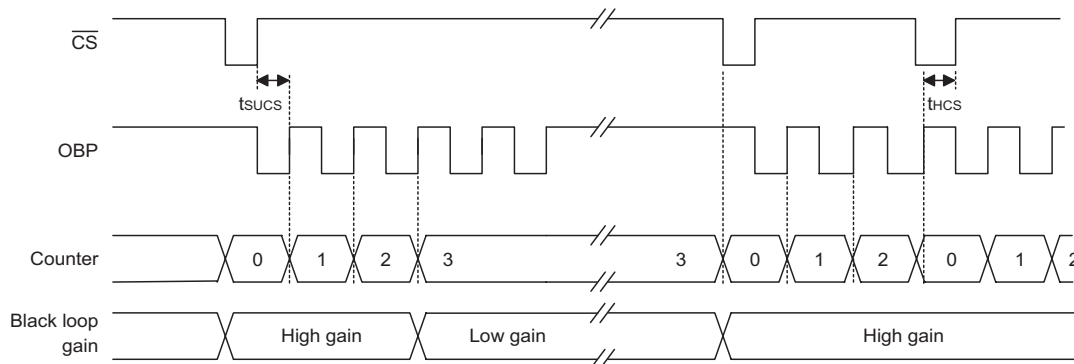 CS
tSUCS
tHCS
OBP
Counter 0 1 2 3 3 0 1 2 0 1 2
Black loop
gain
High gain Low gain High gain